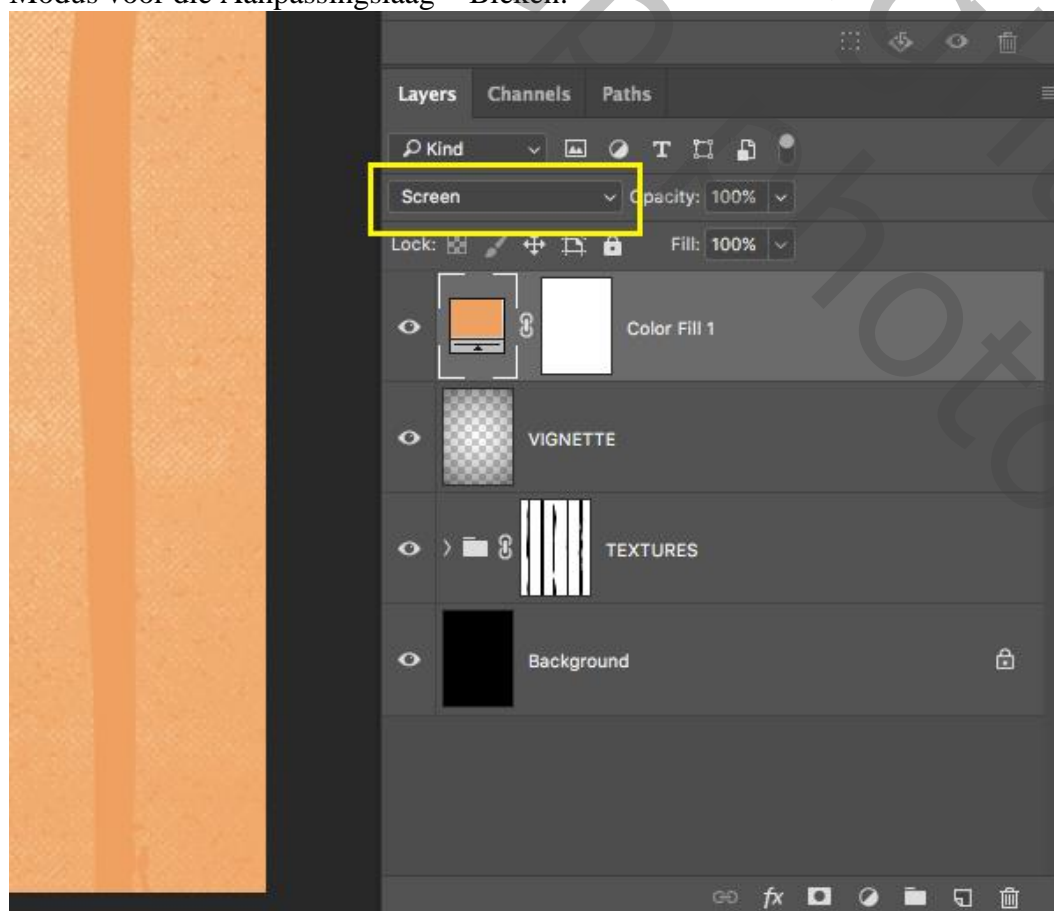 Modus voor die Aanpassingslaag = Bleken.
Layers Channels Paths
Kind
Screen Opacity: 100%
Lock: Fill: 100%
Color Fill 1
VIGNETTE
TEXTURES
Background
fx